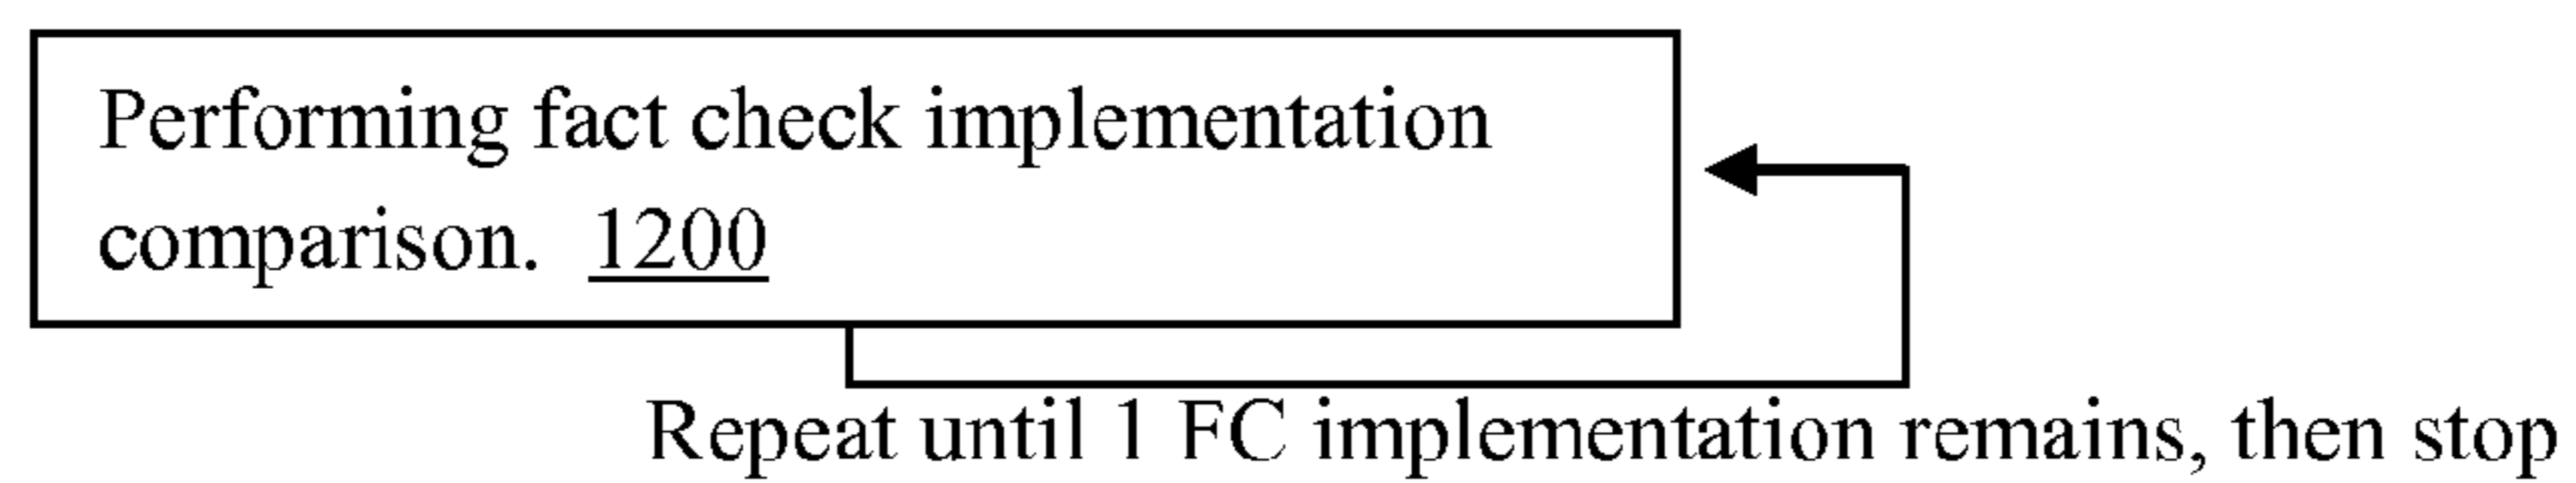 Performing fact check implementation
comparison. 1200
Repeat until 1 FC implementation remains, then stop